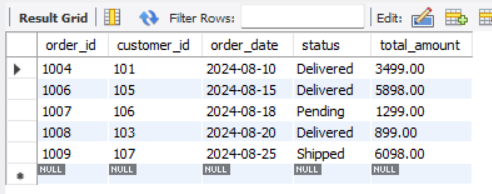 Result Grid Filter Rows: Edit:
order_id customer_id order_date status total_amount
1004 101 2024-08-10 Delivered 3499.00
1006 105 2024-08-15 Delivered 5898.00
1007 106 2024-08-18 Pending 1299.00
1008 103 2024-08-20 Delivered 899.00
1009 107 2024-08-25 Shipped 6098.00
NULL NULL NULL NULL NULL